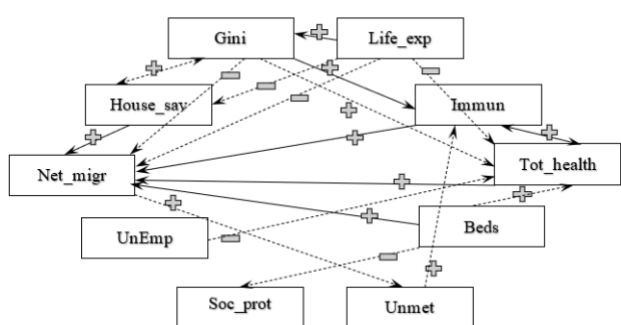 Gini
Life_exp
House_sav
Immun
Net_migr
Tot_health
UnEmp
Beds
Soc_prot
Unmet